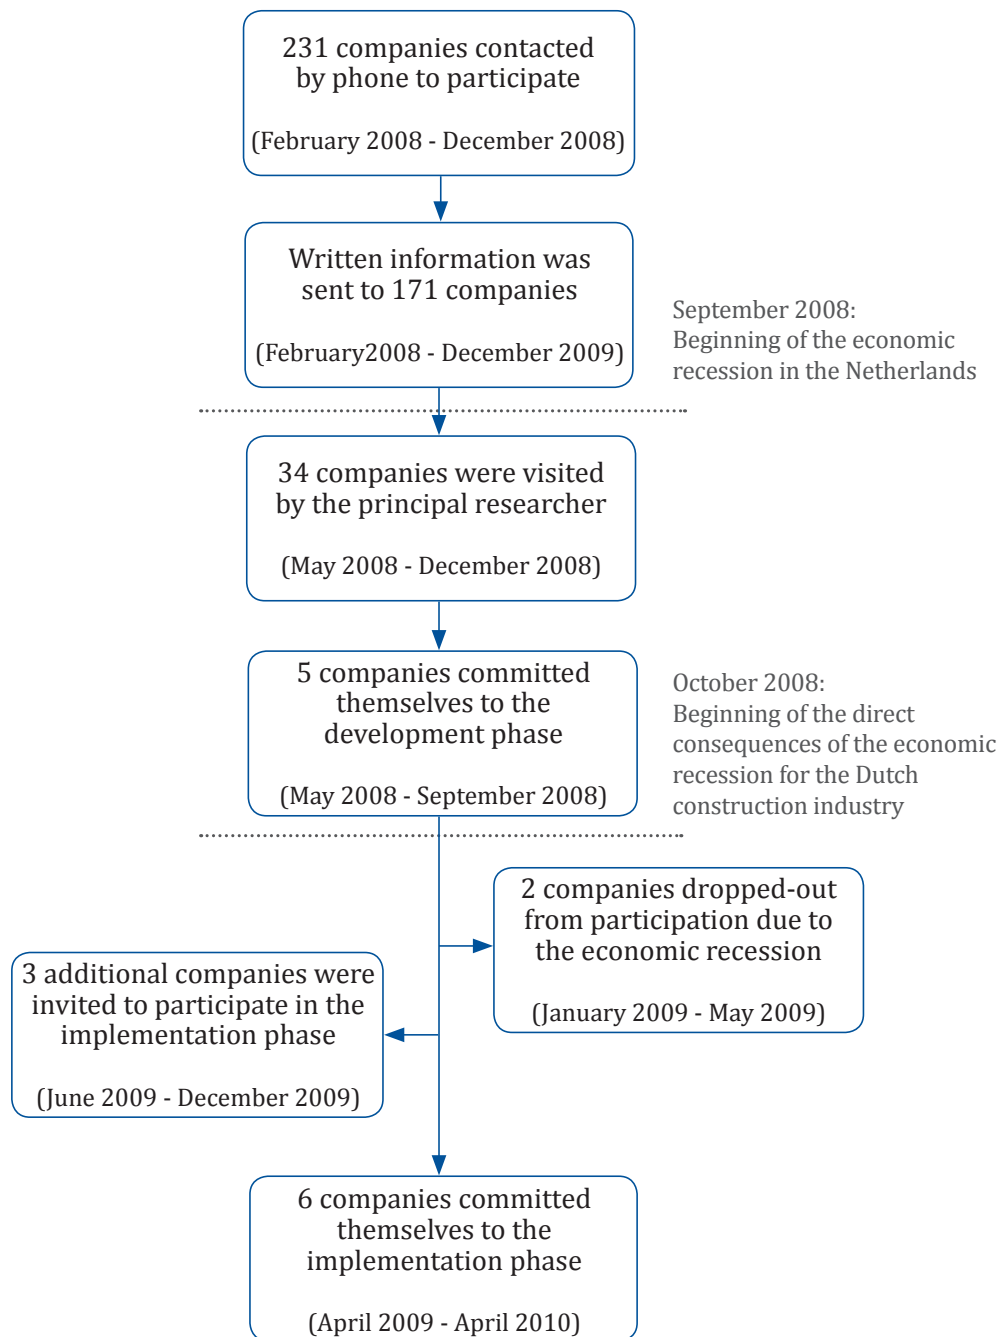 231 companies contacted
by phone to participate
(February 2008 - December 2008)
Written information was
sent to 171 companies
(February2008 - December 2009)
September 2008:
Beginning of the economic
recession in the Netherlands
34 companies were visited
by the principal researcher
(May 2008 - December 2008)
5 companies committed
themselves to the
development phase
(May 2008 - September 2008)
October 2008:
Beginning of the direct
consequences of the economic
recession for the Dutch
construction industry
2 companies dropped-out
from participation due to
the economic recession
(January 2009 - May 2009)
3 additional companies were
invited to participate in the
implementation phase
(June 2009 - December 2009)
6 companies committed
themselves to the
implementation phase
(April 2009 - April 2010)